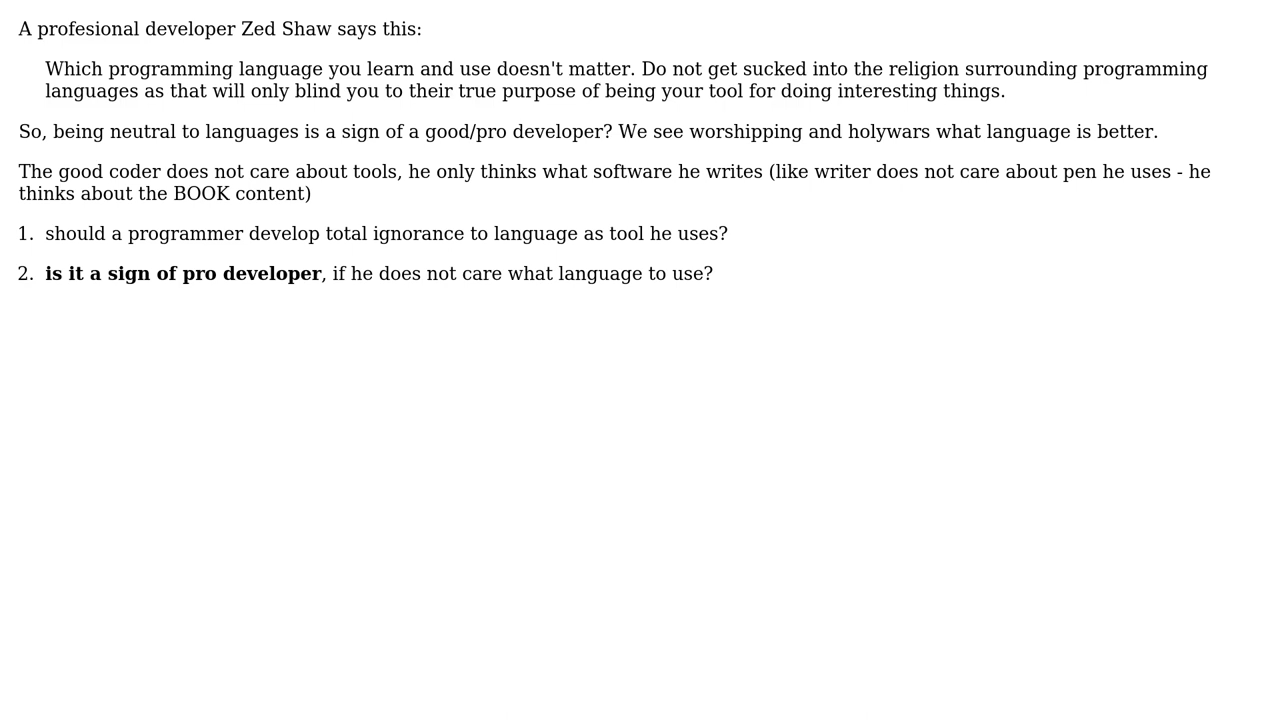 A profesional developer Zed Shaw says this:
Which programming language you learn and use doesn't matter. Do not get sucked into the religion surrounding programming
languages as that will only blind you to their true purpose of being your tool for doing interesting things.
So, being neutral to languages is a sign of a good/pro developer? We see worshipping and holywars what language is better.
The good coder does not care about tools, he only thinks what software he writes (like writer does not care about pen he uses - he
thinks about the BOOK content)
1. should a programmer develop total ignorance to language as tool he uses?
2. is it a sign of pro developer, if he does not care what language to use?